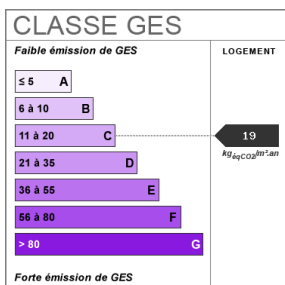 CLASSE GES
Faible émission de GES
LOGEMENT
≤ 5 A
6 à 10 B
11 à 20 C
19
kgéqCO2/m².an
21 à 35 D
36 à 55 E
56 à 80 F
> 80 G
Forte émission de GES